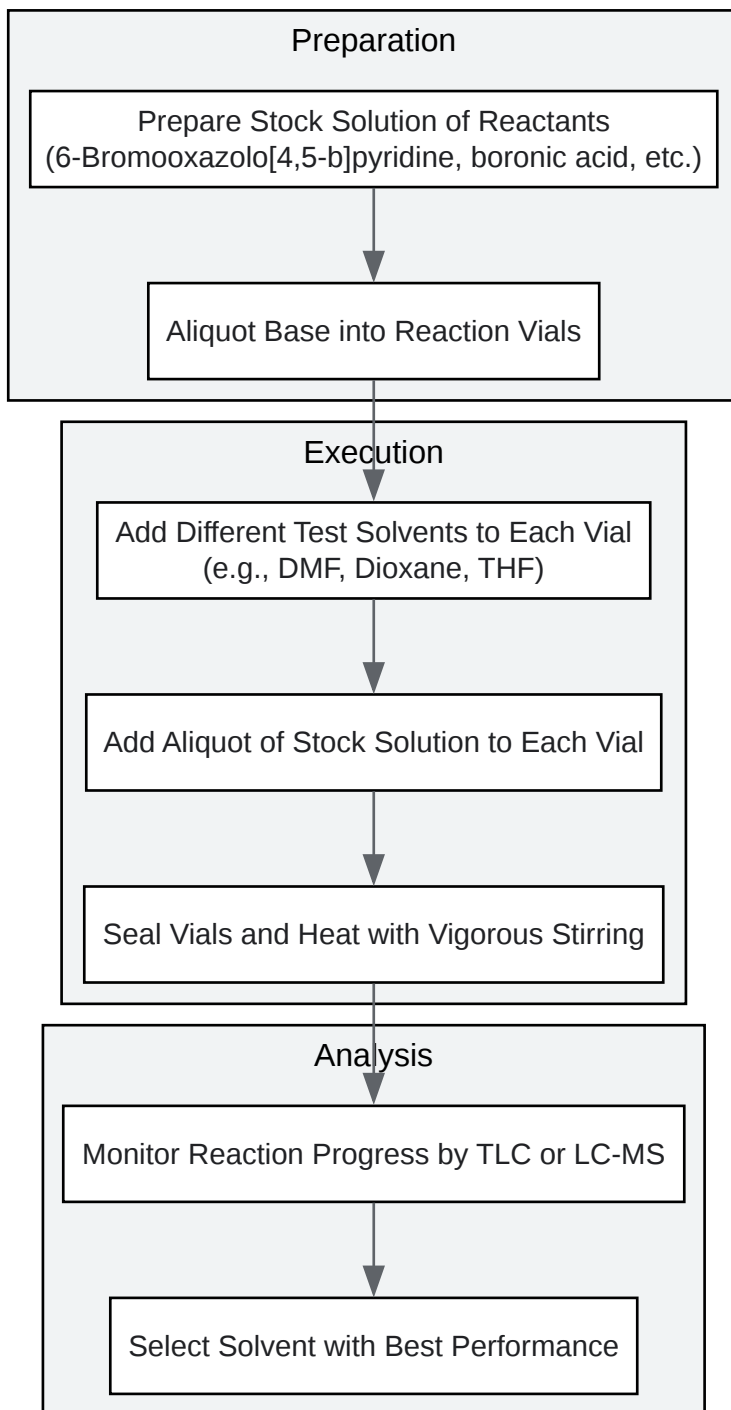 Preparation
Prepare Stock Solution of Reactants
(6-Bromooxazolo[4,5-b]pyridine, boronic acid, etc.)
Aliquot Base into Reaction Vials
Execution
Add Different Test Solvents to Each Vial
(e.g., DMF, Dioxane, THF)
Add Aliquot of Stock Solution to Each Vial
Seal Vials and Heat with Vigorous Stirring
Analysis
Monitor Reaction Progress by TLC or LC-MS
Select Solvent with Best Performance